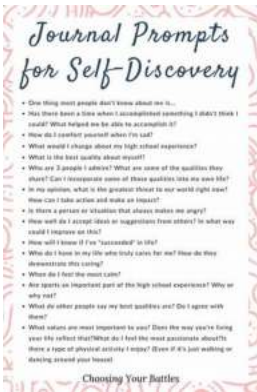 Journal Prompts
for Self-Discovery
• One thing most people don't know about me is...
• Has there been a time when I accomplished something I didn't think I
could? What helped me be able to accomplish it?
• How do I comfort yourself when I'm sad?
• What would I change about my high school experience?
• What is the best quality about myself?
• Who are 3 people I admire? What are some of the qualities they
share? Can I incorporate some of those qualities into my own life?
• In my opinion, what is the greatest threat to our world right now?
How can I take action and make an impact?
• Is there a person or situation that always makes me angry?
• How well do I accept ideas or suggestions from others? In what way
could I improve on this?
• How will I know if I've "succeeded" in life?
• Who do I have in my life who truly cares for me? How do they
demonstrate this caring?
• When do I feel the most calm?
• Are sports an important part of the high school experience? Why or
why not?
• What do other people say my best qualities are? Do I agree with
them?
• What values are most important to you? Does the way you're living
your life reflect that?What do I feel the most passionate about?Is
there a type of physical activity I enjoy? (Even if it's just walking or
dancing around your house)
Choosing Your Battles